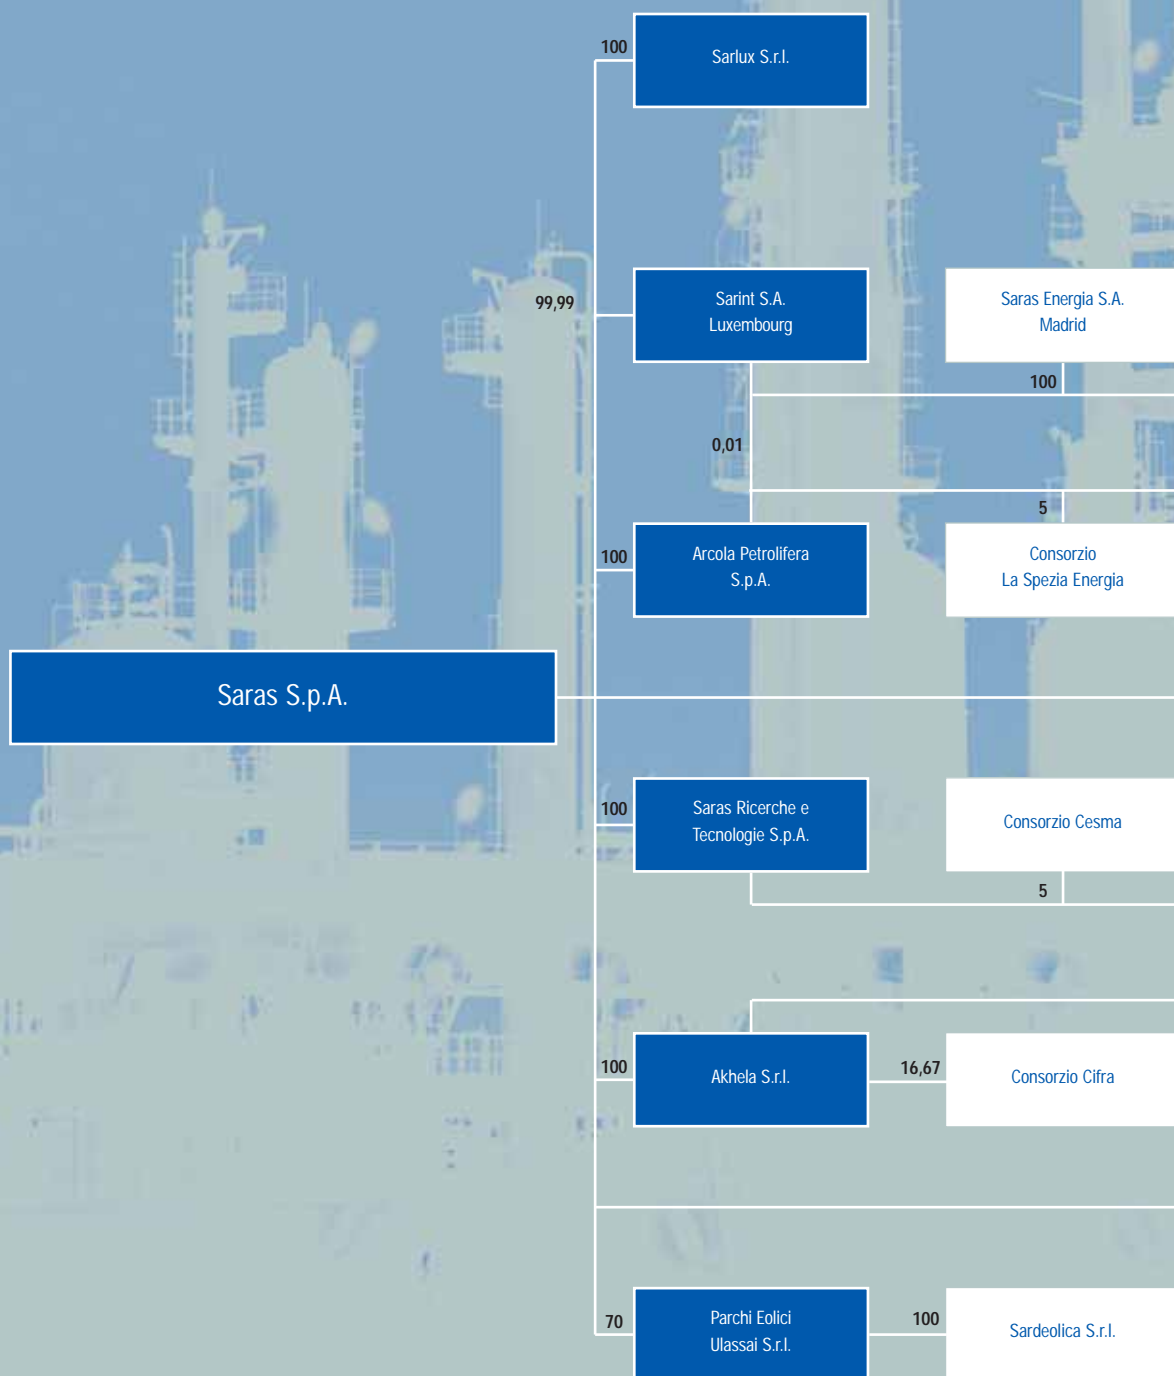 100
Sarlux S.r.l.
99,99
Sarint S.A.
Luxembourg
Saras Energia S.A.
Madrid
100
0,01
5
100
Arcola Petrolifera
S.p.A.
Consorzio
La Spezia Energia
Saras S.p.A.
100
Saras Ricerche e
Tecnologie S.p.A.
Consorzio Cesma
5
100
Akhela S.r.l.
16,67
Consorzio Cifra
70
Parchi Eolici
Ulassai S.r.l.
100
Sardeolica S.r.l.